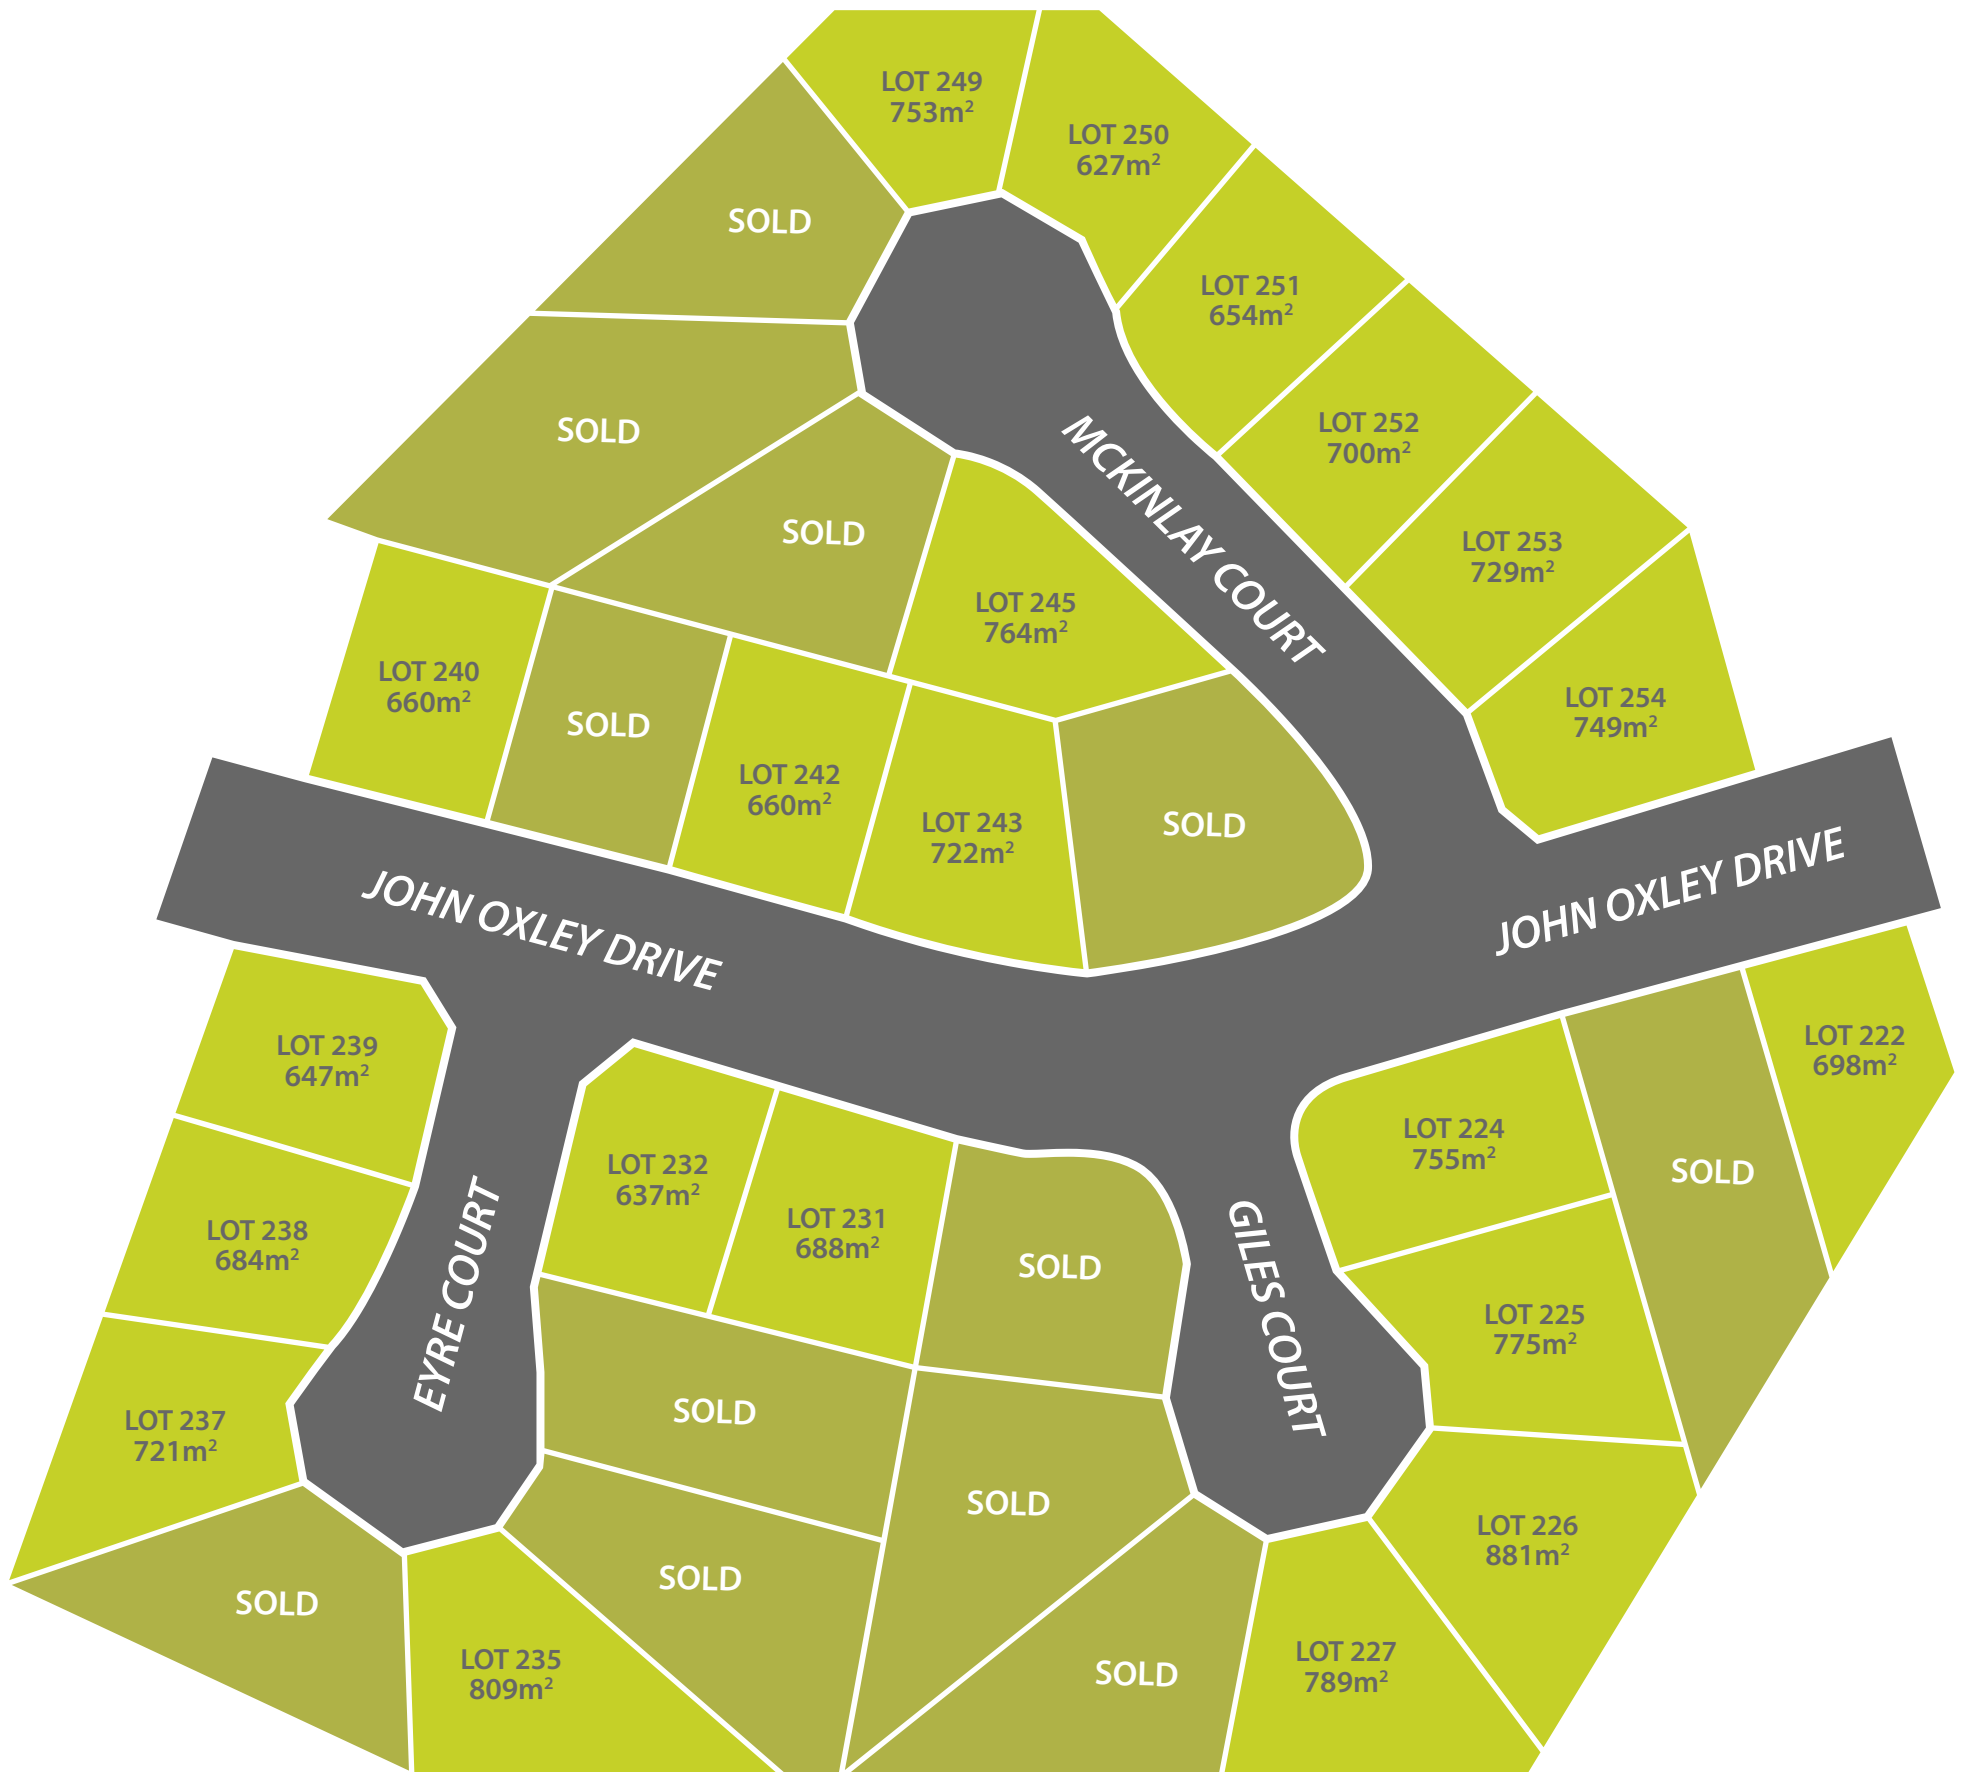 LOT 249
753m²
LOT 250
627m²
SOLD
LOT 251
654m²
SOLD
LOT 252
700m²
MCKINLAY COURT
SOLD
LOT 253
729m²
LOT 245
764m²
LOT 240
660m²
SOLD
LOT 254
749m²
LOT 242
660m²
LOT 243
722m²
SOLD
JOHN OXLEY DRIVE
JOHN OXLEY DRIVE
LOT 239
647m²
LOT 222
698m²
LOT 224
755m²
SOLD
LOT 232
637m²
LOT 231
688m²
LOT 238
684m²
EYRE COURT
SOLD
GILES COURT
LOT 225
775m²
LOT 237
721m²
SOLD
SOLD
LOT 226
881m²
SOLD
SOLD
LOT 235
809m²
SOLD
LOT 227
789m²